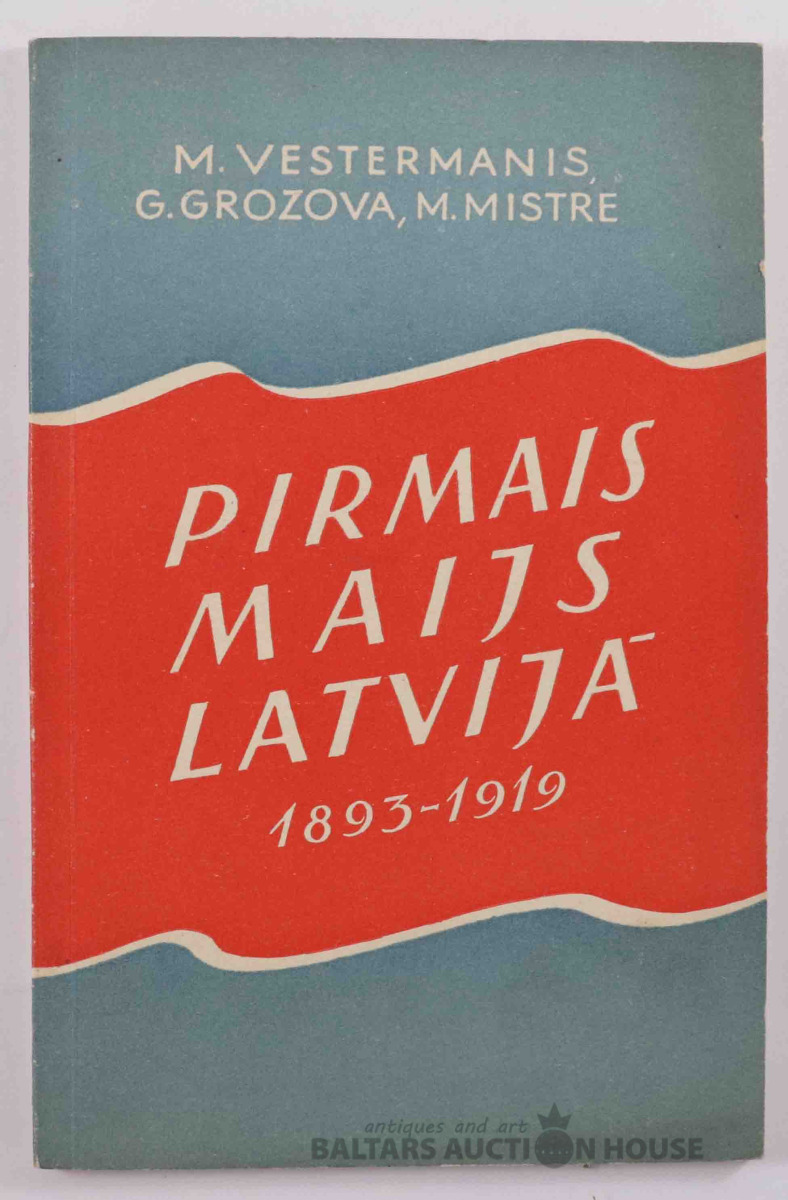 M. VESTERMANIS,
G. GROZOVA, M. MISTRE
PIRMAIS
MAIJS
LATVIJĀ
1893-1919
antiques and art
BALTARS AUCTION HOUSE